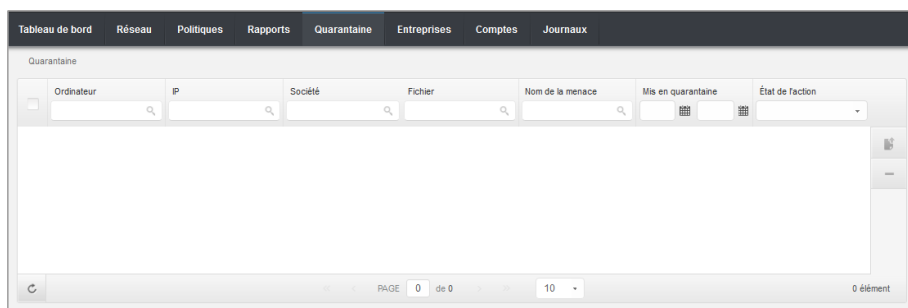 Tableau de bord Réseau Politiques Rapports Quarantaine Entreprises Comptes Journaux
Quarantaine
Ordinateur IP Société Fichier Nom de la menace Mis en quarantaine État de l'action
PAGE 0 de 0 10 0 élément